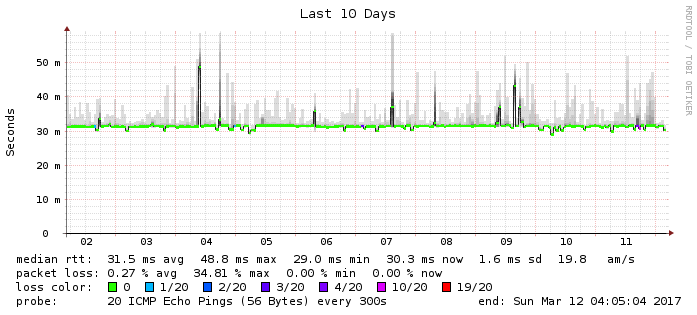 Last 10 Days
RRDTOOL / TOBI OETIKER
Seconds
50 m
40 m
30 m
20 m
10 m
0
02 03 04 05 06 07 08 09 10 11
median rtt: 31.5 ms avg 48.8 ms max 29.0 ms min 30.3 ms now 1.6 ms sd 19.8 am/s
packet loss: 0.27 % avg 34.81 % max 0.00 % min 0.00 % now
loss color: 0 1/20 2/20 3/20 4/20 10/20 19/20
probe: 20 ICMP Echo Pings (56 Bytes) every 300s end: Sun Mar 12 04:05:04 2017